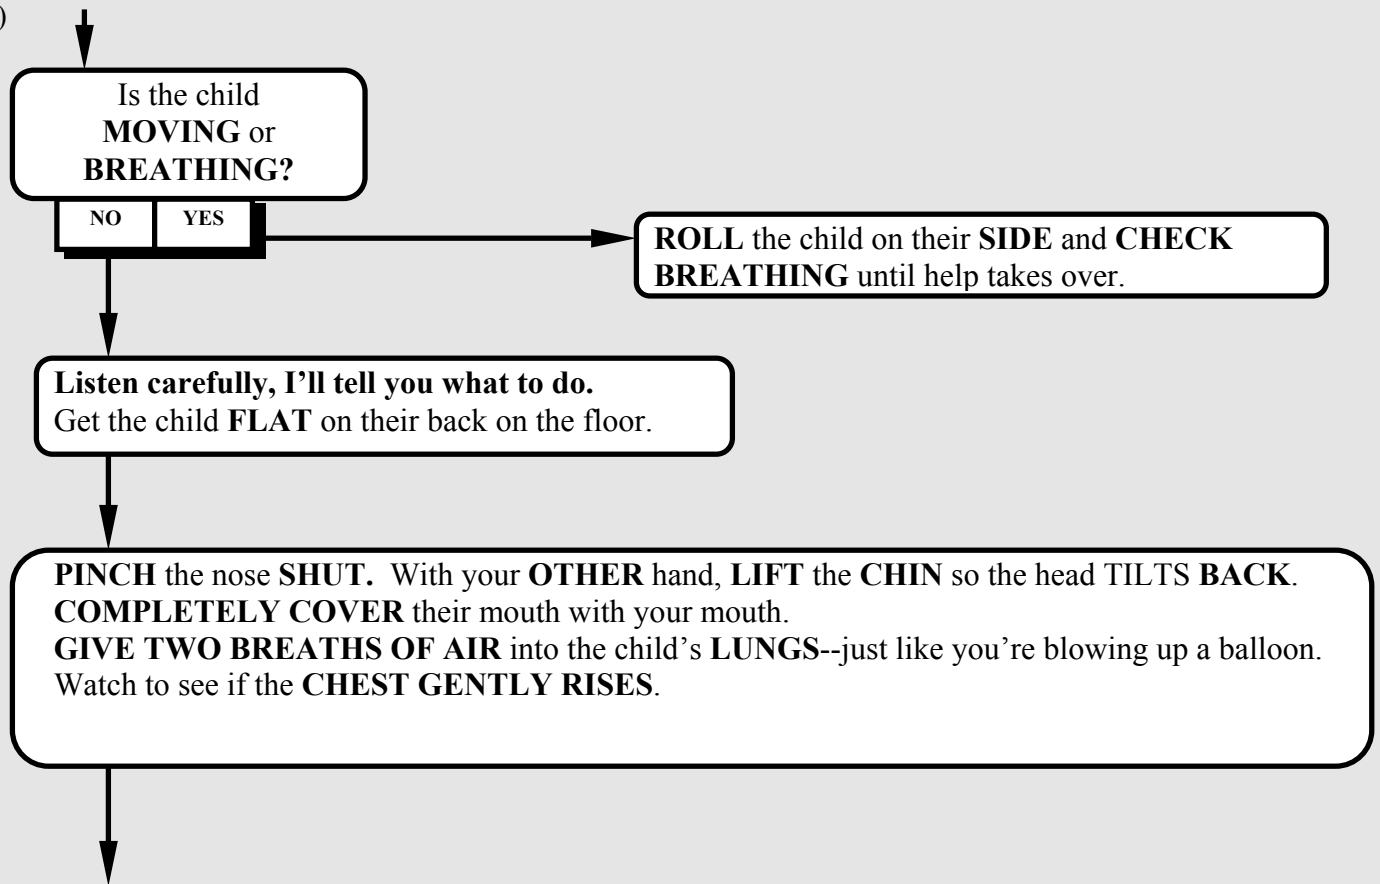 )
Is the child
MOVING or
BREATHING?
NO YES
ROLL the child on their SIDE and CHECK
BREATHING until help takes over.
Listen carefully, I’ll tell you what to do.
Get the child FLAT on their back on the floor.
PINCH the nose SHUT.  With your OTHER hand, LIFT the CHIN so the head TILTS BACK.
COMPLETELY COVER their mouth with your mouth.
GIVE TWO BREATHS OF AIR into the child’s LUNGS--just like you’re blowing up a balloon.
Watch to see if the CHEST GENTLY RISES.